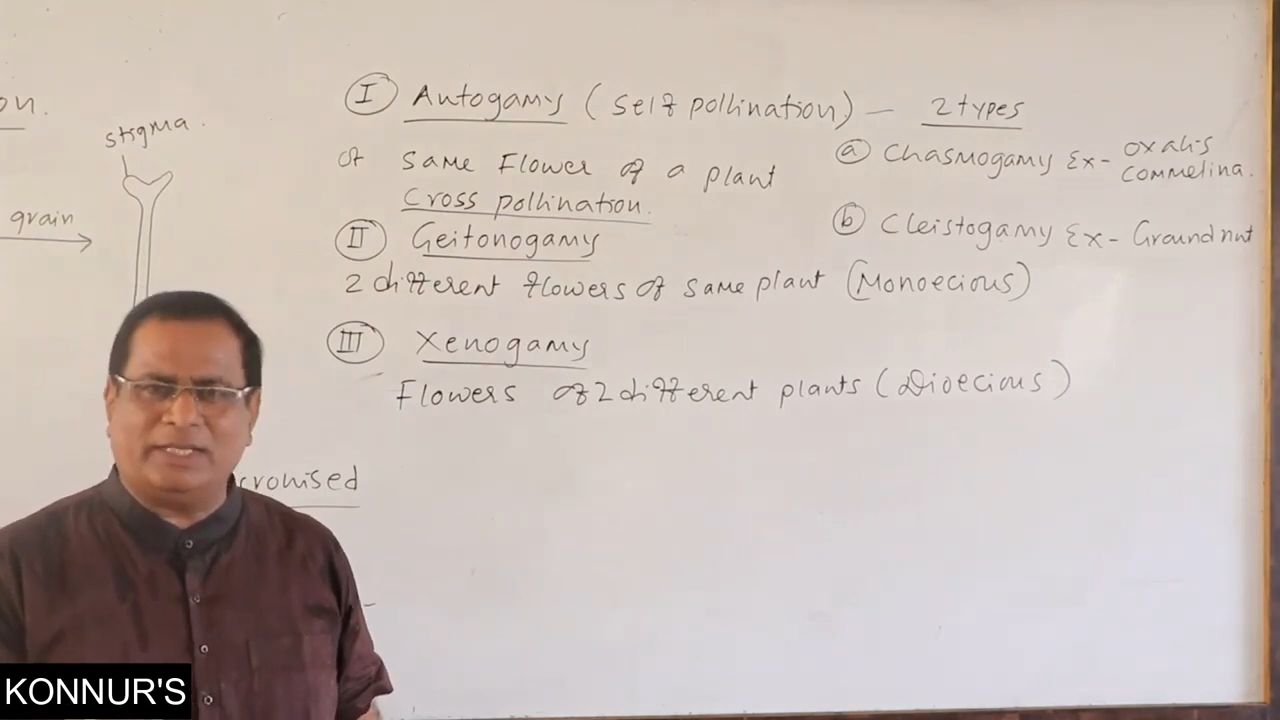 on.
stigma.
grain
I Autogamy (self pollination) — 2 types
of same Flower of a plant
a Chasmogamy Ex- oxalis
commelina.
Cross pollination.
b Cleistogamy Ex- Groundnut
II Geitonogamy
2 different flowers of same plant (Monoecious)
III Xenogamy
Flowers of 2 different plants (Dioecious)
cronised
KONNUR'S